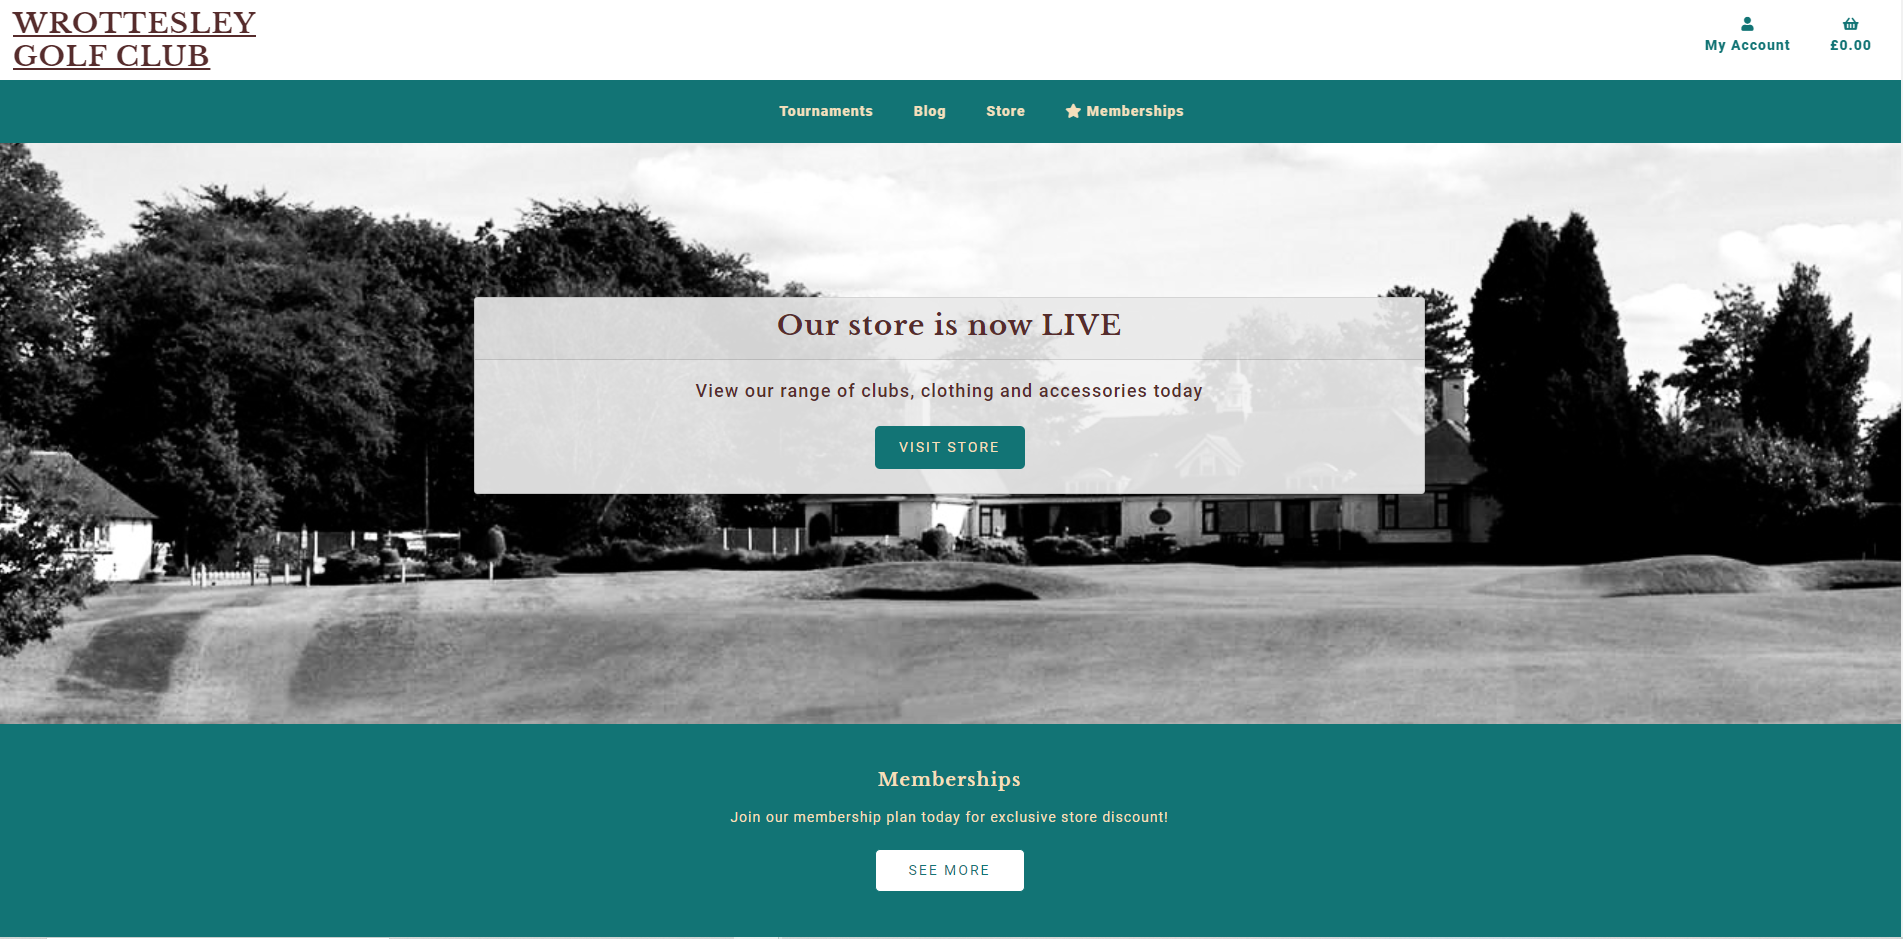 WROTTESLEY
GOLF CLUB
My Account
£0.00
Tournaments
Blog
Store
Memberships
Our store is now LIVE
View our range of clubs, clothing and accessories today
VISIT STORE
Memberships
Join our membership plan today for exclusive store discount!
SEE MORE